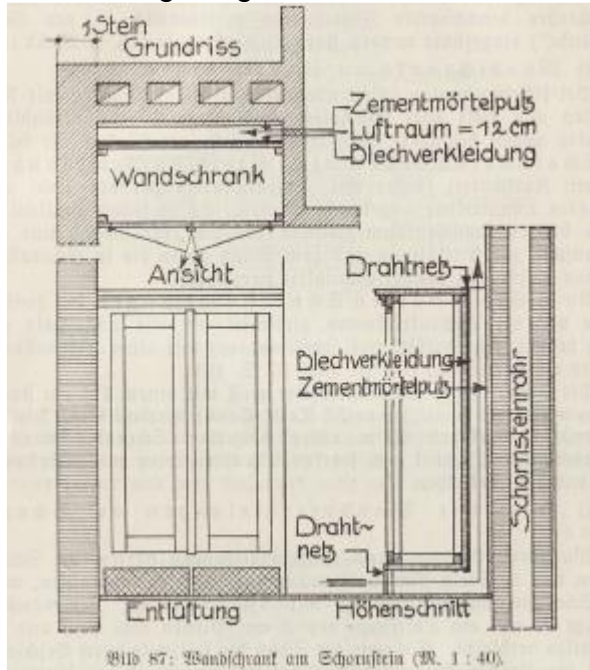 1 Stein
Grundriss
Zementmörtelputz
Luftraum = 12 cm
Blechverkleidung
Wandschrank
Ansicht
Drahtnetz
Blechverkleidung
Zementmörtelputz
Schornsteinrohr
Draht-
netz
Entlüftung
Höhenschnitt
Bild 87: Wandschrank am Schornstein (M. 1 : 40).